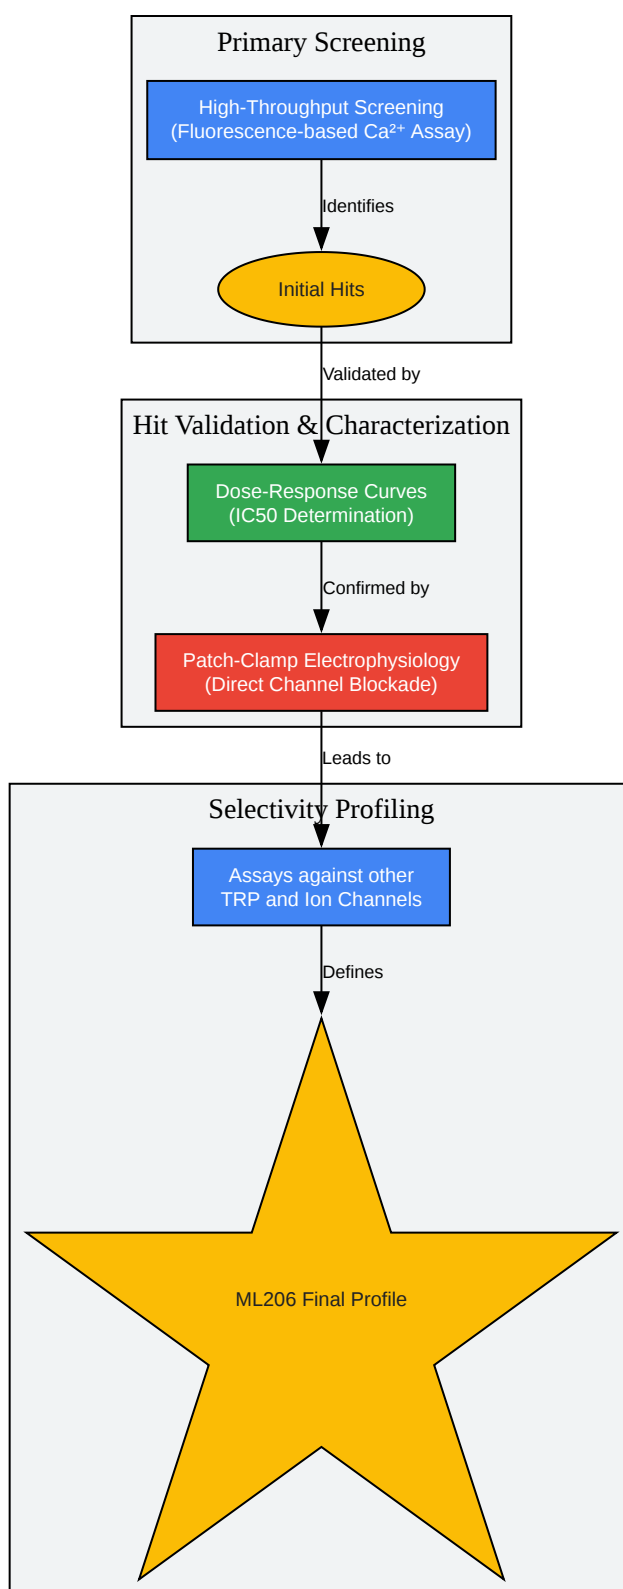 Primary Screening
High-Throughput Screening
(Fluorescence-based Ca²⁺ Assay)
Identifies
Initial Hits
Validated by
Hit Validation & Characterization
Dose-Response Curves
(IC50 Determination)
Confirmed by
Patch-Clamp Electrophysiology
(Direct Channel Blockade)
Leads to
Selectivity Profiling
Assays against other
TRP and Ion Channels
Defines
ML206 Final Profile